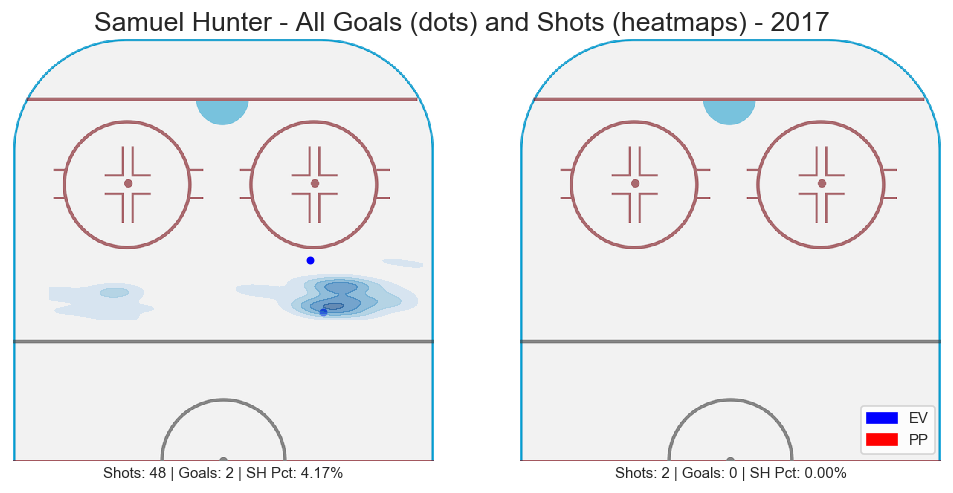 Samuel Hunter - All Goals (dots) and Shots (heatmaps) - 2017
EV
PP
Shots: 48 | Goals: 2 | SH Pct: 4.17%
Shots: 2 | Goals: 0 | SH Pct: 0.00%